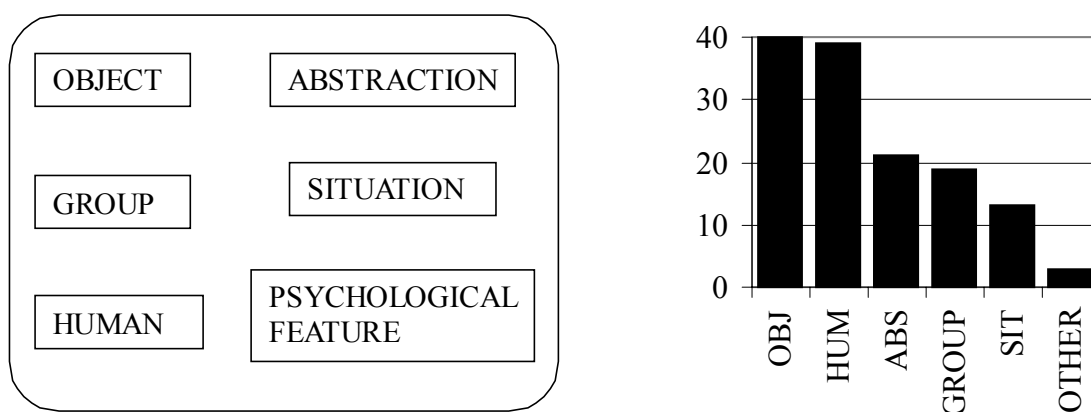 OBJECT
ABSTRACTION
GROUP
SITUATION
HUMAN
PSYCHOLOGICAL
FEATURE
40
30
20
10
0
OBJ
HUM
ABS
GROUP
SIT
OTHER